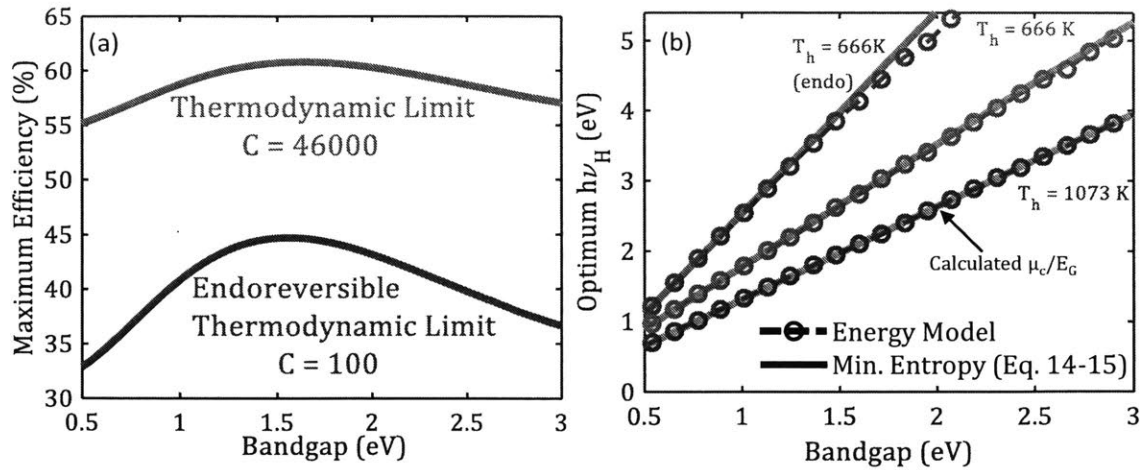 (a)
Maximum Efficiency (%)
65
60
55
50
45
40
35
30
Thermodynamic Limit
C = 46000
Endoreversible
Thermodynamic Limit
C = 100
0.5
1
1.5
2
2.5
3
Bandgap (eV)
(b)
Optimum hν_H (eV)
5
4
3
2
1
0
T_h = 666K
(endo)
T_h = 666 K
T_h = 1073 K
Calculated μ_c/E_G
Energy Model
Min. Entropy (Eq. 14-15)
0.5
1
1.5
2
2.5
3
Bandgap (eV)